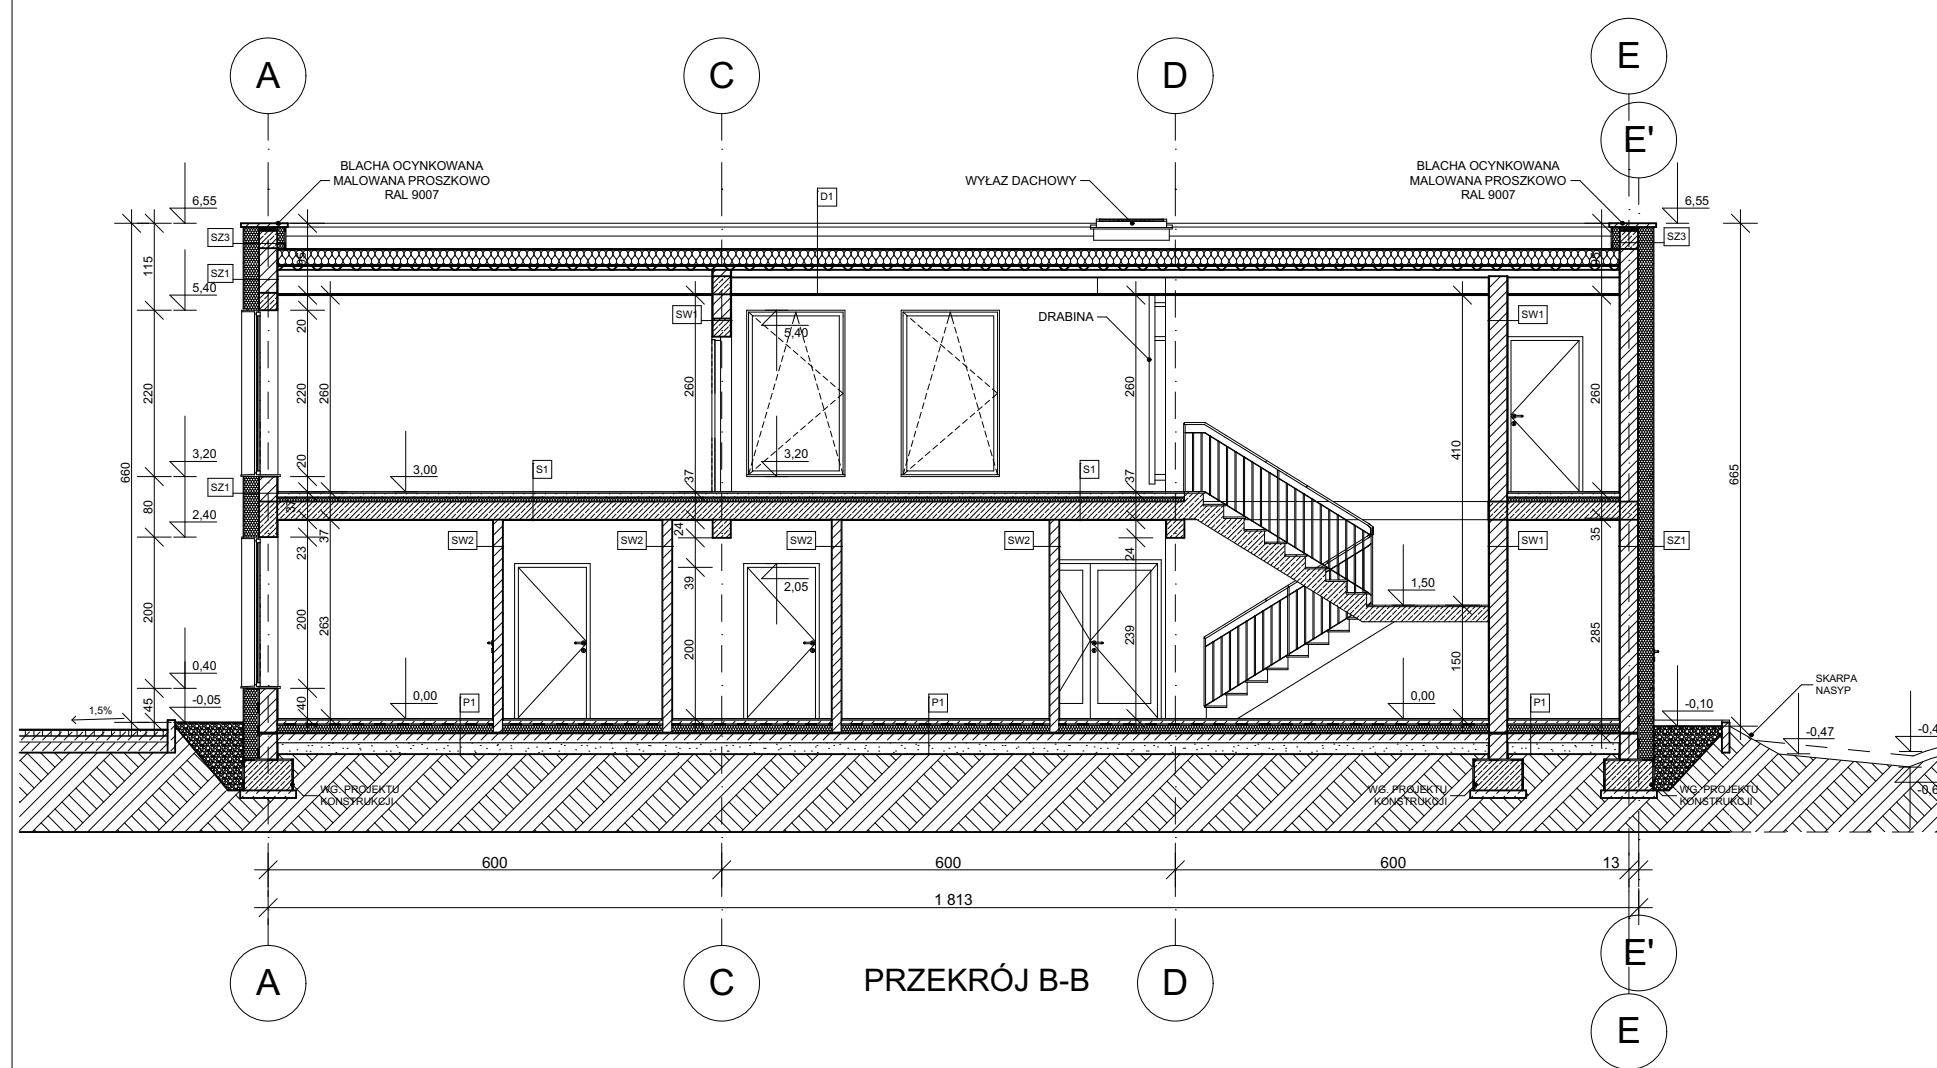 A
C
D
E
E'
BLACHA OCYNKOWANA
MALOWANA PROSZKOWO
RAL 9007
WYŁAZ DACHOWY
BLACHA OCYNKOWANA
MALOWANA PROSZKOWO
RAL 9007
D1
6,55
6,55
SZ3
SZ3
SZ1
115
95
95
5,40
SW1
5,40
DRABINA
SW1
20
220
220
260
260
260
410
260
660
665
3,20
20
3,00
S1
3,20
S1
37
37
SZ1
80
2,40
37
23
24
24
35
SW2
SW2
SW2
SW2
SW1
SZ1
39
2,05
1,50
200
200
263
200
239
150
285
0,40
-0,05
45
40
0,00
0,00
P1
P1
P1
1,5%
-0,10
SKARPA
NASYP
-0,47
WG. PROJEKTU
KONSTRUKCJI
WG. PROJEKTU
KONSTRUKCJI
WG. PROJEKTU
KONSTRUKCJI
600
600
600
13
1 813
A
C
PRZEKRÓJ B-B
D
E'
E